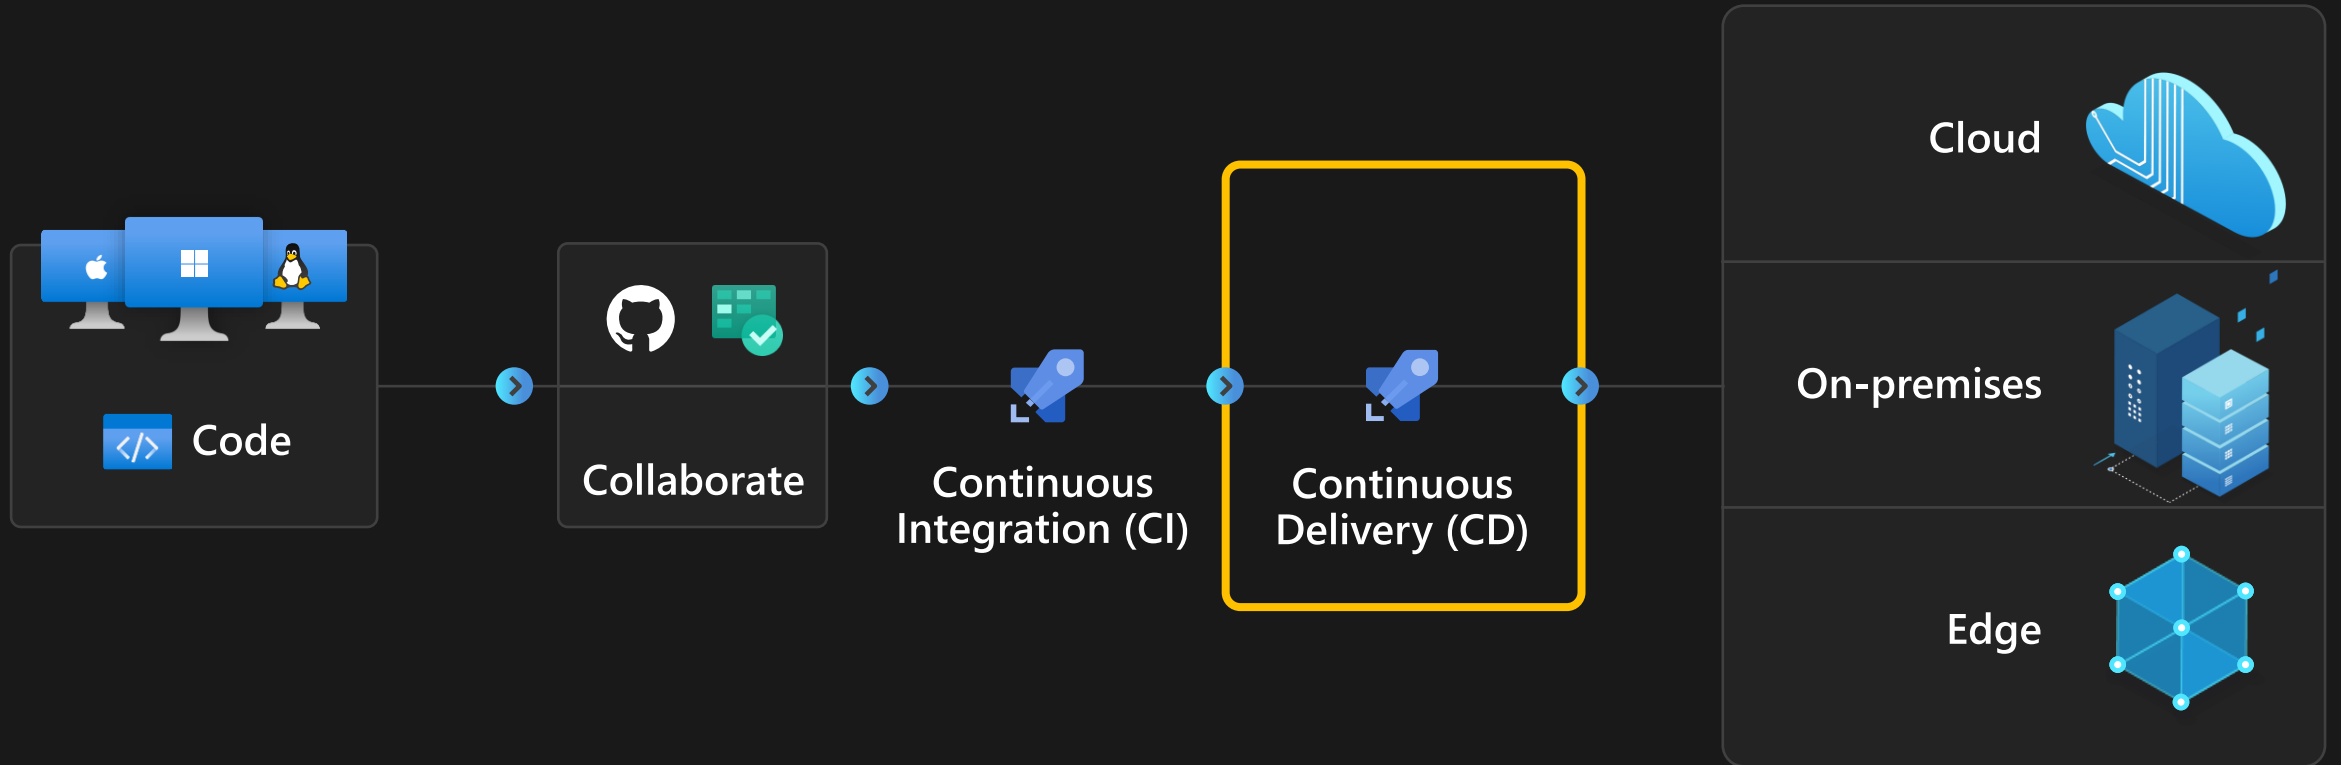 Code
Collaborate
Continuous
Integration (CI)
Continuous
Delivery (CD)
Cloud
On-premises
Edge